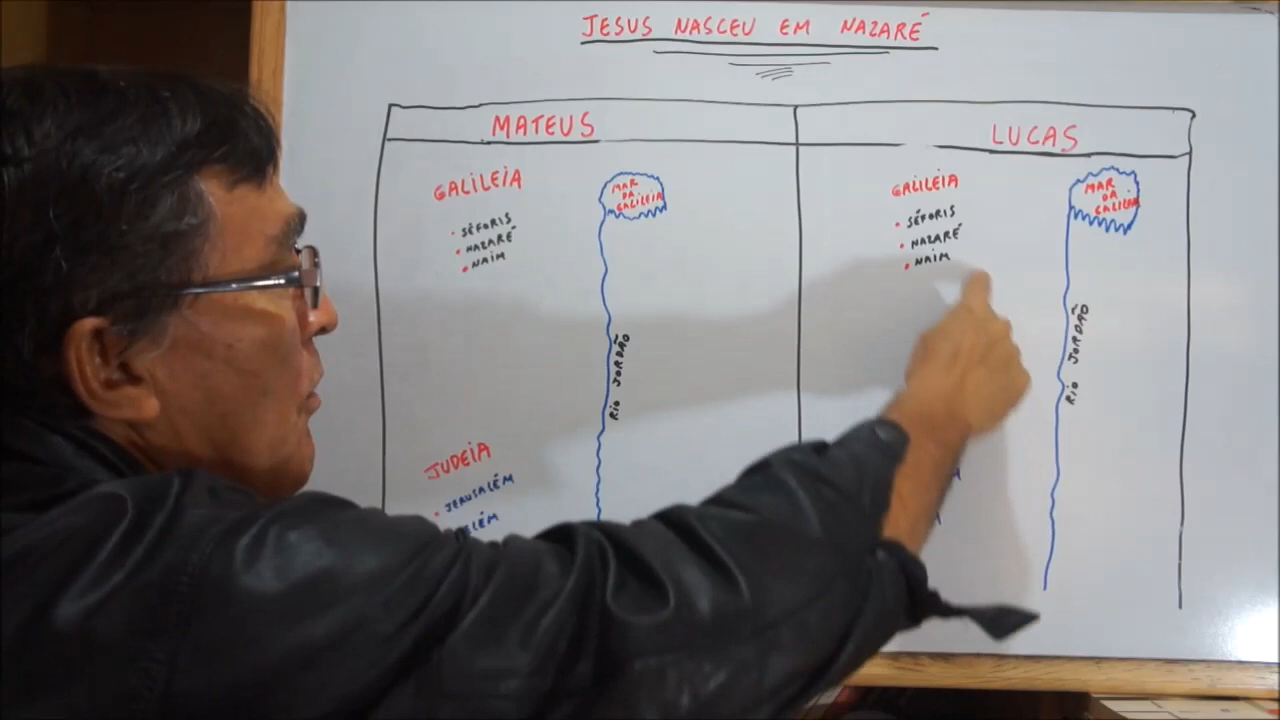 JESUS NASCEU EM NAZARÉ
MATEUS
GALILEIA
• SÉFORIS
• NAZARÉ
• NAIM
MAR
DA
GALILEIA
RIO JORDÃO
JUDEIA
• JERUSALÉM
LUCAS
GALILEIA
• SÉFORIS
• NAZARÉ
• NAIM
MAR
DA
RIO JORDÃO